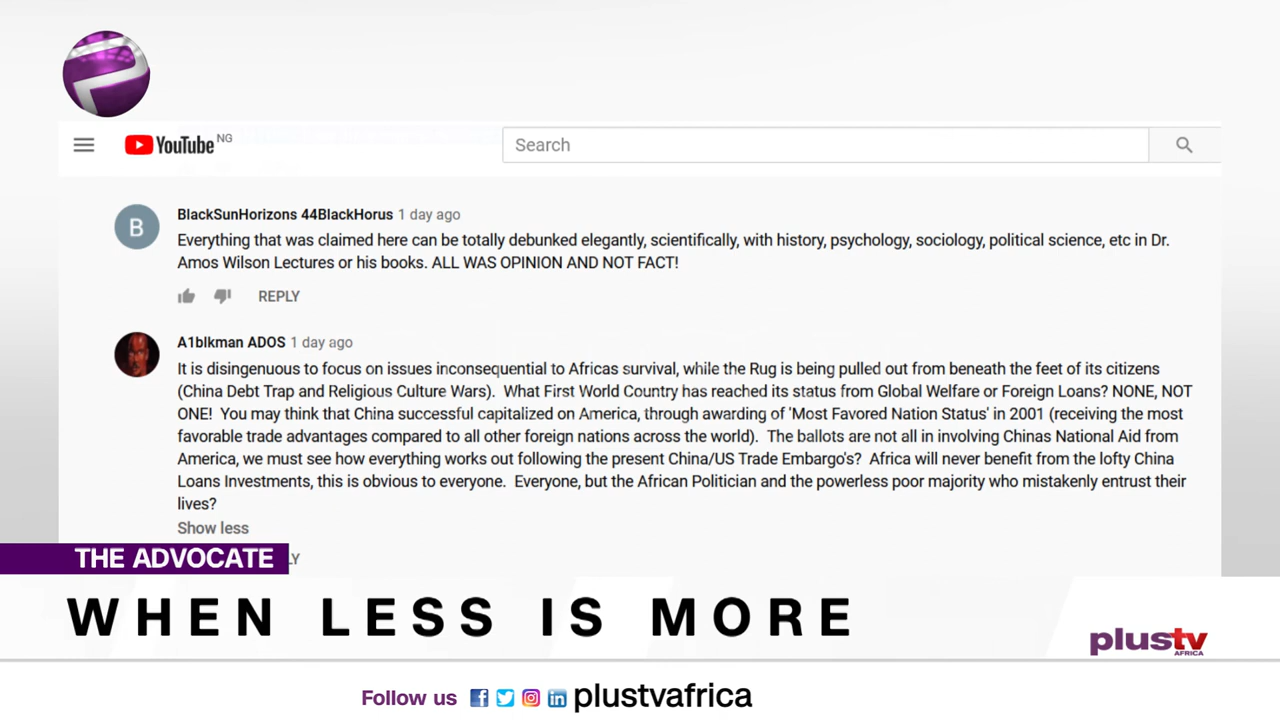 YouTube NG
Search
B
BlackSunHorizons 44BlackHorus 1 day ago
Everything that was claimed here can be totally debunked elegantly, scientifically, with history, psychology, sociology, political science, etc in Dr.
Amos Wilson Lectures or his books. ALL WAS OPINION AND NOT FACT!
REPLY
A1blkman ADOS 1 day ago
It is disingenuous to focus on issues inconsequential to Africas survival, while the Rug is being pulled out from beneath the feet of its citizens
(China Debt Trap and Religious Culture Wars). What First World Country has reached its status from Global Welfare or Foreign Loans? NONE, NOT
ONE! You may think that China successful capitalized on America, through awarding of 'Most Favored Nation Status' in 2001 (receiving the most
favorable trade advantages compared to all other foreign nations across the world). The ballots are not all in involving Chinas National Aid from
America, we must see how everything works out following the present China/US Trade Embargo's? Africa will never benefit from the lofty China
Loans Investments, this is obvious to everyone. Everyone, but the African Politician and the powerless poor majority who mistakenly entrust their
lives?
Show less
LY
THE ADVOCATE
WHEN LESS IS MORE
plustv
AFRICA
Follow us plustvafrica